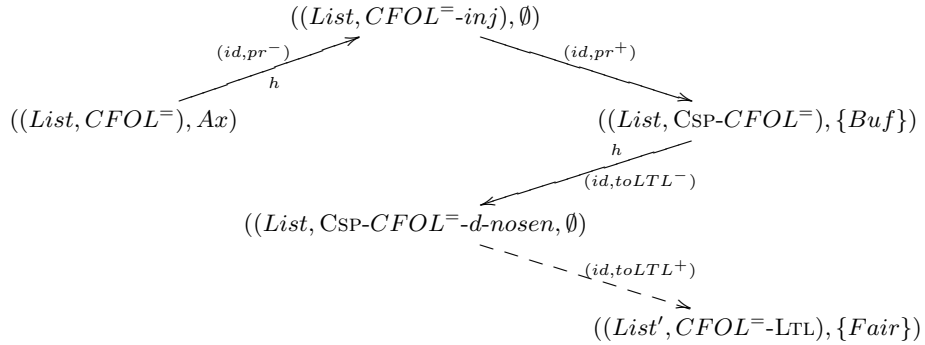 ((List, CFOL⁼-inj), ∅)
(id,pr⁻)
h
(id,pr⁺)
((List, CFOL⁼), Ax)
((List, CSP-CFOL⁼), {Buf})
h
(id,toLTL⁻)
((List, CSP-CFOL⁼-d-nosen, ∅)
(id,toLTL⁺)
((List′, CFOL⁼-LTL), {Fair})